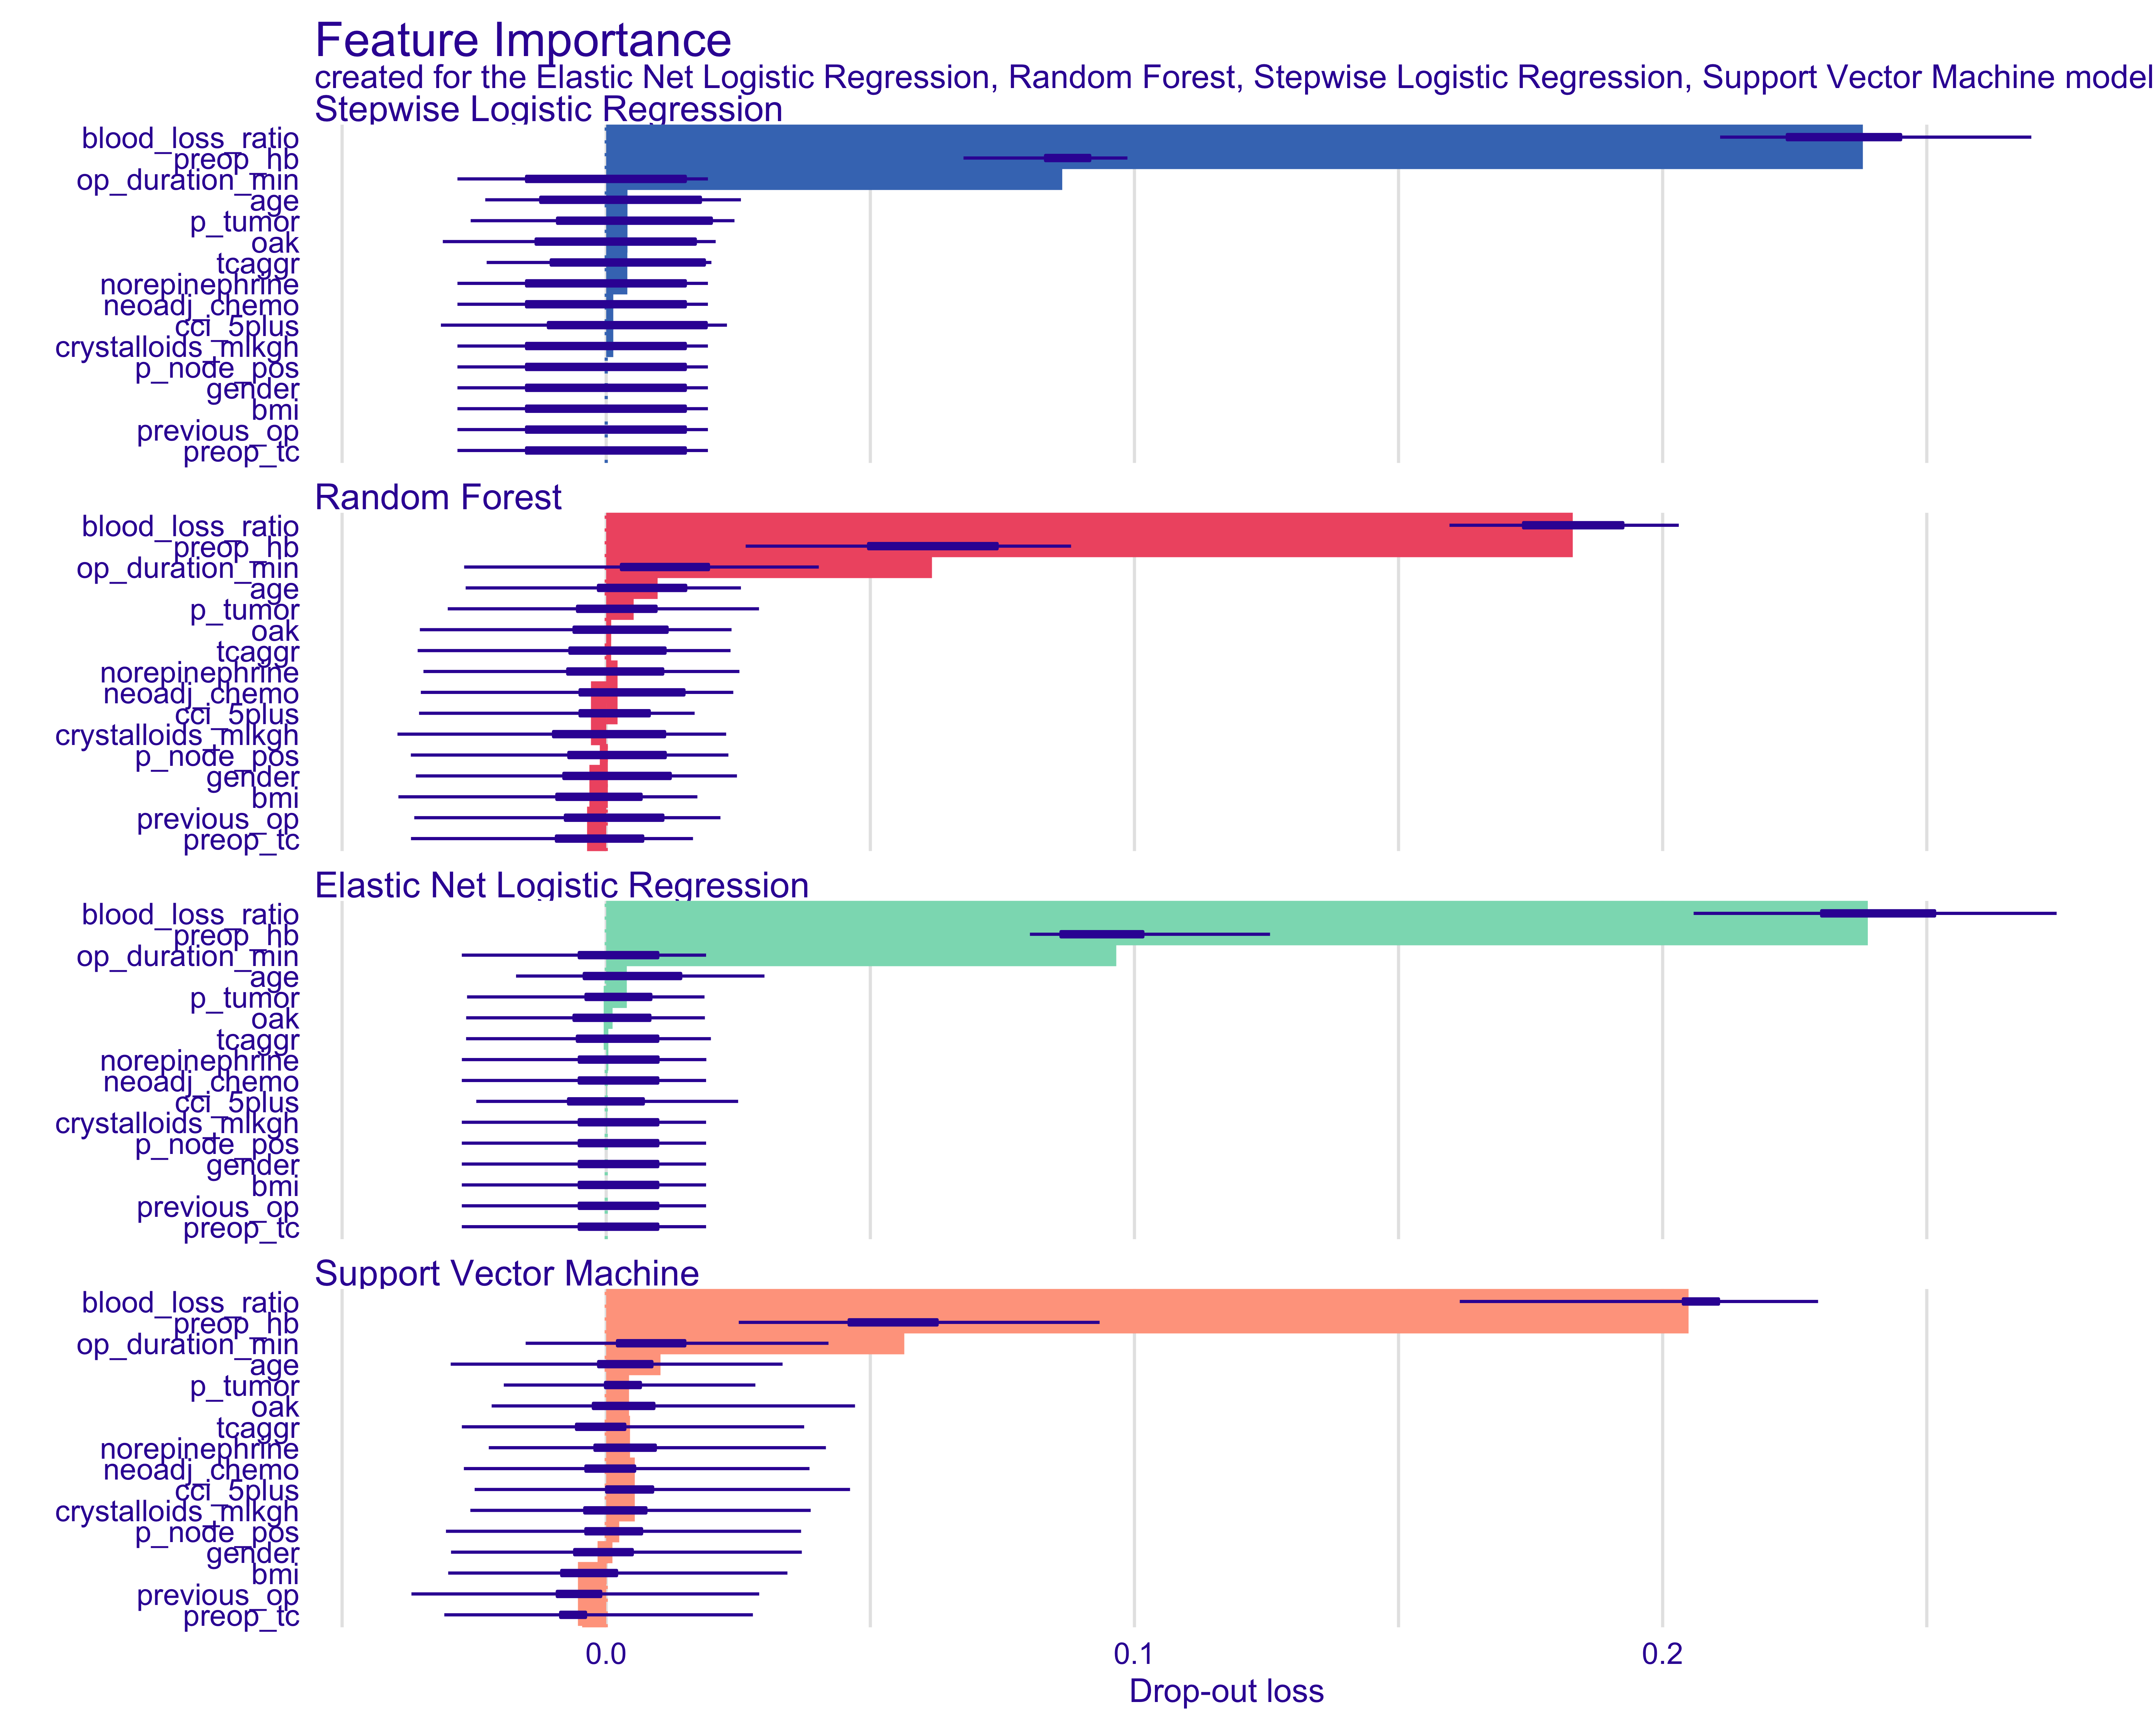 Feature Importance
created for the Elastic Net Logistic Regression, Random Forest, Stepwise Logistic Regression, Support Vector Machine model
Stepwise Logistic Regression
blood_loss_ratio
preop_hb
op_duration_min
age
p_tumor
oak
tcaggr
norepinephrine
neoadj_chemo
cci_5plus
crystalloids_mlkgh
p_node_pos
gender
bmi
previous_op
preop_tc
Random Forest
blood_loss_ratio
preop_hb
op_duration_min
age
p_tumor
oak
tcaggr
norepinephrine
neoadj_chemo
cci_5plus
crystalloids_mlkgh
p_node_pos
gender
bmi
previous_op
preop_tc
Elastic Net Logistic Regression
blood_loss_ratio
preop_hb
op_duration_min
age
p_tumor
oak
tcaggr
norepinephrine
neoadj_chemo
cci_5plus
crystalloids_mlkgh
p_node_pos
gender
bmi
previous_op
preop_tc
Support Vector Machine
blood_loss_ratio
preop_hb
op_duration_min
age
p_tumor
oak
tcaggr
norepinephrine
neoadj_chemo
cci_5plus
crystalloids_mlkgh
p_node_pos
gender
bmi
previous_op
preop_tc
0.0 0.1 0.2
Drop-out loss